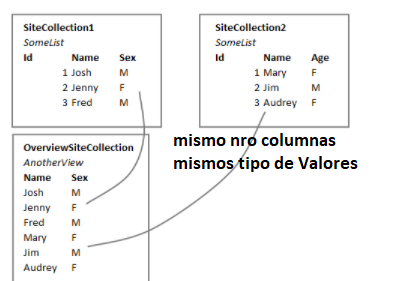 SiteCollection1
SomeList
Id Name Sex
1 Josh M
2 Jenny F
3 Fred M
SiteCollection2
SomeList
Id Name Age
1 Mary F
2 Jim M
3 Audrey F
mismo nro columnas
mismos tipo de Valores
OverviewSiteCollection
AnotherView
Name Sex
Josh M
Jenny F
Fred M
Mary F
Jim M
Audrey F